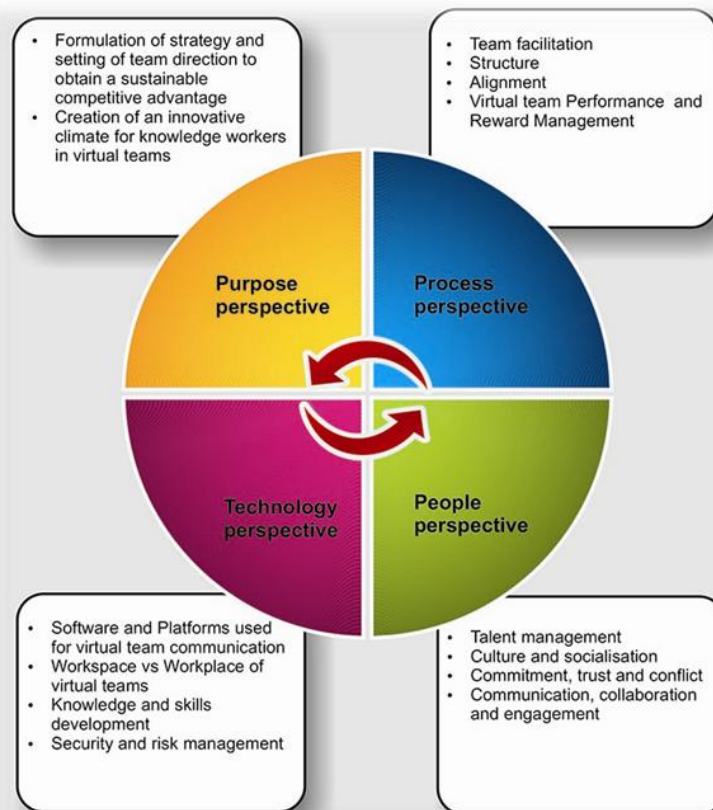 • Formulation of strategy and
setting of team direction to
obtain a sustainable
competitive advantage
• Creation of an innovative
climate for knowledge workers
in virtual teams
• Team facilitation
• Structure
• Alignment
• Virtual team Performance and
Reward Management
Purpose
perspective
Process
perspective
Technology
perspective
People
perspective
• Software and Platforms used
for virtual team communication
• Workspace vs Workplace of
virtual teams
• Knowledge and skills
development
• Security and risk management
• Talent management
• Culture and socialisation
• Commitment, trust and conflict
• Communication, collaboration
and engagement